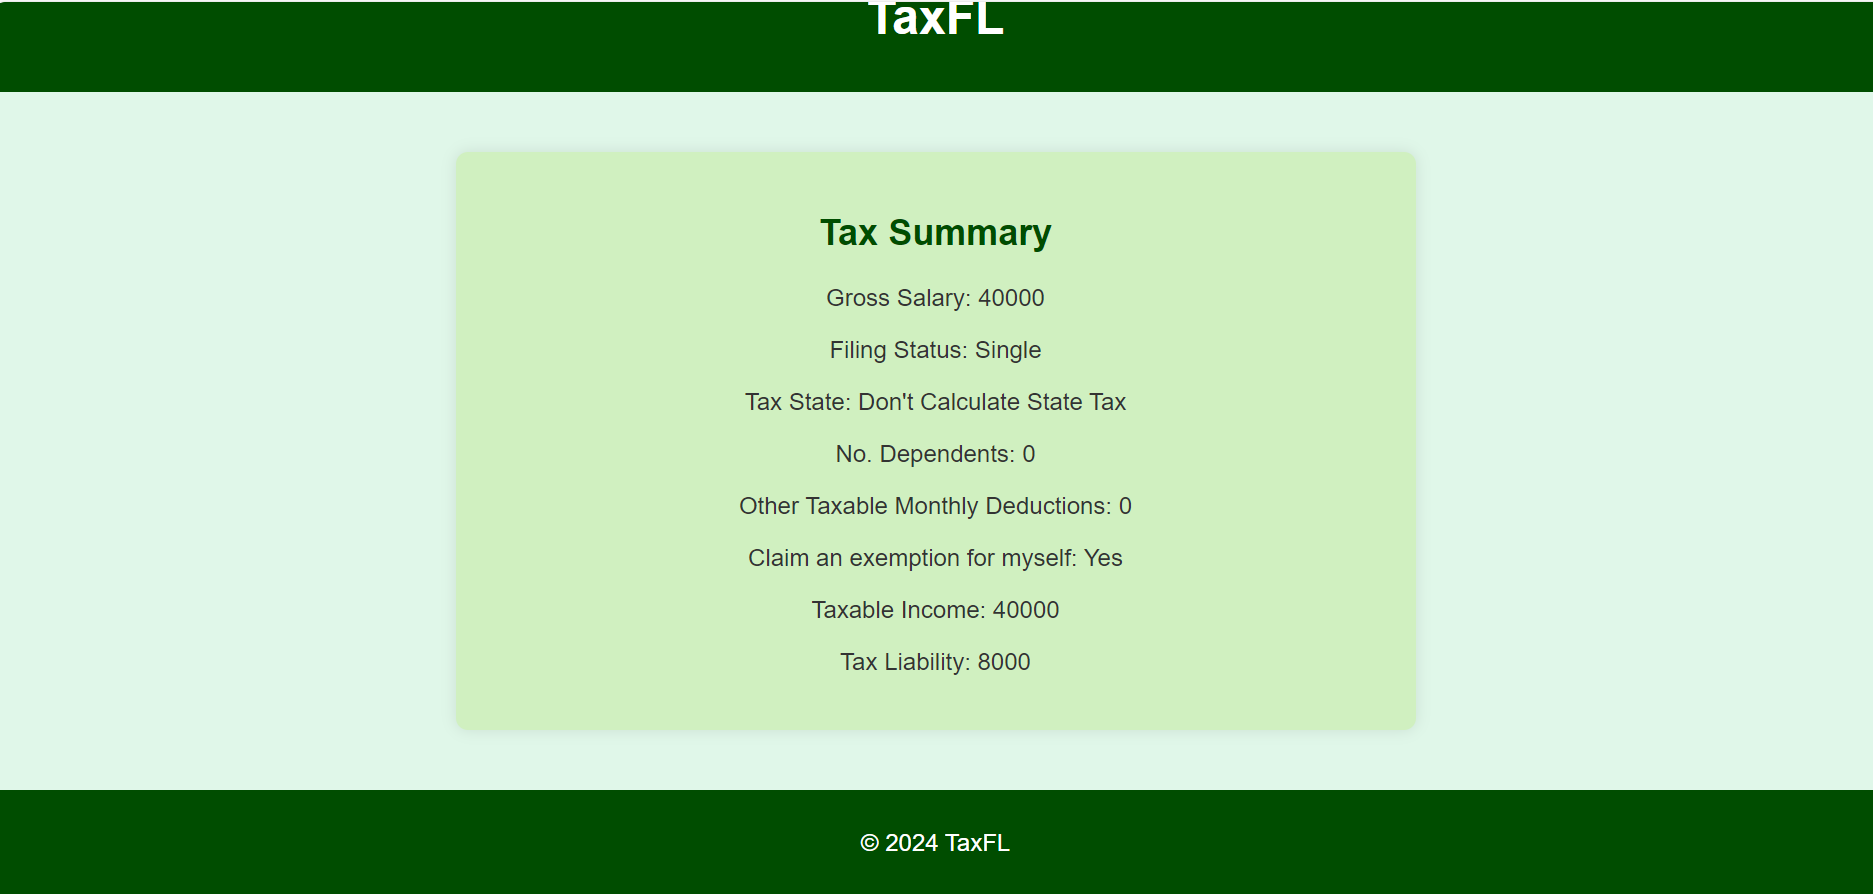 TaxFL
Tax Summary
Gross Salary: 40000
Filing Status: Single
Tax State: Don't Calculate State Tax
No. Dependents: 0
Other Taxable Monthly Deductions: 0
Claim an exemption for myself: Yes
Taxable Income: 40000
Tax Liability: 8000
© 2024 TaxFL